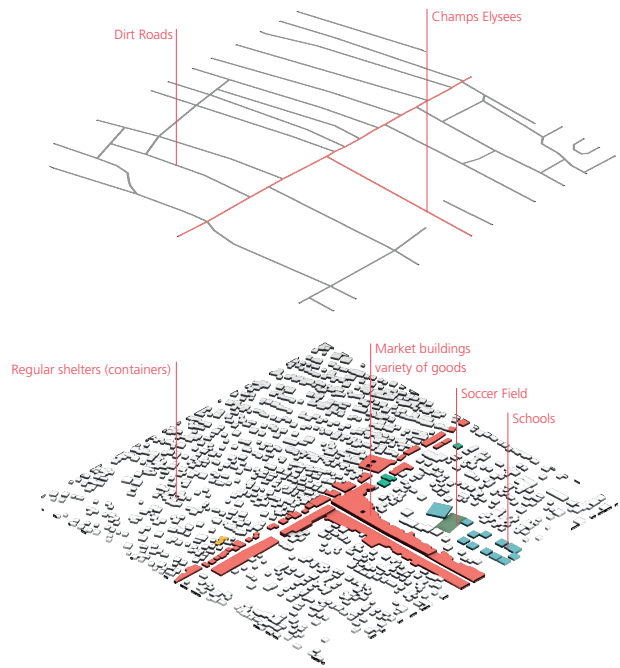 Champs Elysees
Dirt Roads
Market buildings
variety of goods
Regular shelters (containers)
Soccer Field
Schools